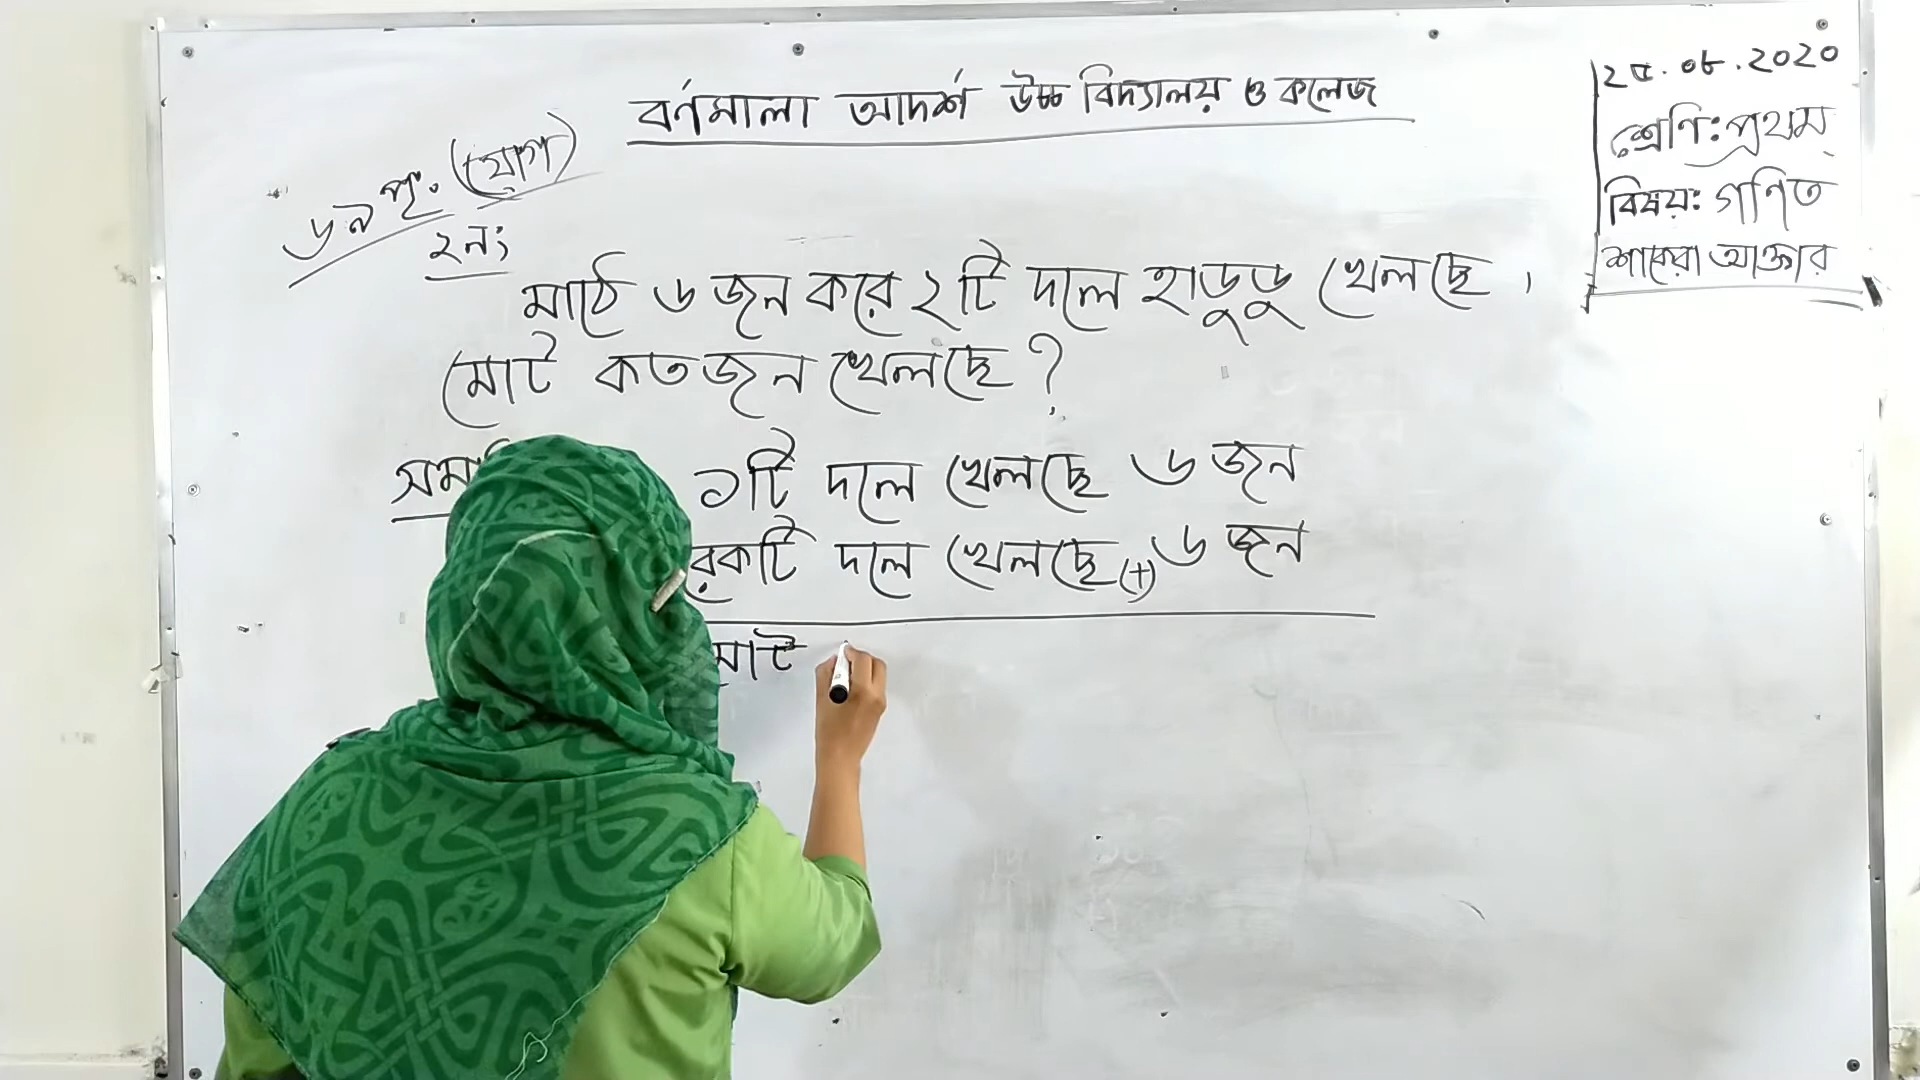 বর্ণমালা আদর্শ উচ্চ বিদ্যালয় ও কলেজ
২৫.০৮.২০২০
শ্রেণি: প্রথম
বিষয়: গণিত
আক্তার
পৃ. (যোগ)
২নং
মাঠে ৬ জন করে ২টি দলে হাডুডু খেলছে।
মোট কতজন খেলছে?
১টি দলে খেলছে ৬ জন
রেকটি দলে খেলছে (+) ৬ জন
মোট